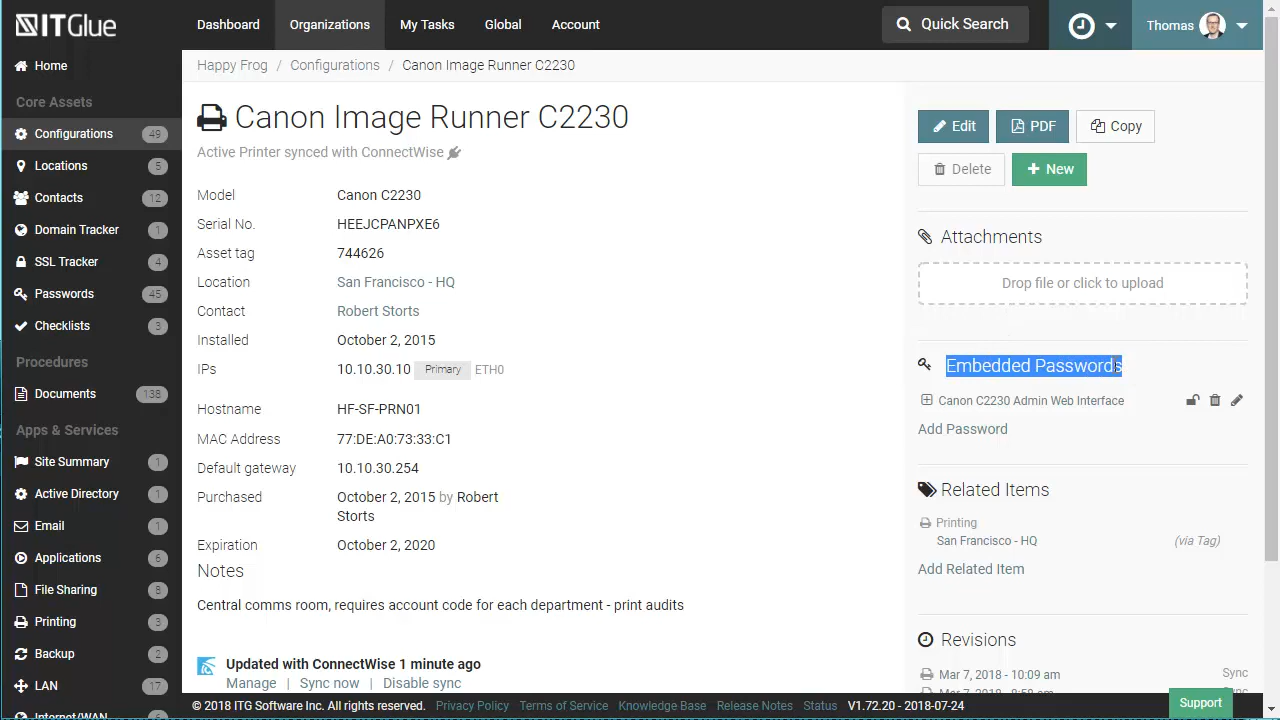 ITGlue
Dashboard
Organizations
My Tasks
Global
Account
Quick Search
Thomas
Home
Core Assets
Configurations 49
Locations 5
Contacts 12
Domain Tracker 1
SSL Tracker 4
Passwords 45
Checklists 3
Procedures
Documents 138
Apps & Services
Site Summary 1
Active Directory 1
Email 1
Applications 6
File Sharing 8
Printing 3
Backup 2
LAN 17
Internet/WAN 6
Happy Frog / Configurations / Canon Image Runner C2230
Canon Image Runner C2230
Active Printer synced with ConnectWise
Model Canon C2230
Serial No. HEEJCPANPXE6
Asset tag 744626
Location San Francisco - HQ
Contact Robert Storts
Installed October 2, 2015
IPs 10.10.30.10 Primary ETH0
Hostname HF-SF-PRN01
MAC Address 77:DE:A0:73:33:C1
Default gateway 10.10.30.254
Purchased October 2, 2015 by Robert
Storts
Expiration October 2, 2020
Notes
Central comms room, requires account code for each department - print audits
Updated with ConnectWise 1 minute ago
Manage | Sync now | Disable sync
Edit
PDF
Copy
Delete
New
Attachments
Drop file or click to upload
Embedded Passwords
Canon C2230 Admin Web Interface
Add Password
Related Items
Printing
San Francisco - HQ (via Tag)
Add Related Item
Revisions
Mar 7, 2018 - 10:09 am Sync
Mar 7, 2018 - 8:58 am Sync
© 2018 ITG Software Inc. All rights reserved. Privacy Policy Terms of Service Knowledge Base Release Notes Status V1.72.20 - 2018-07-24
Support